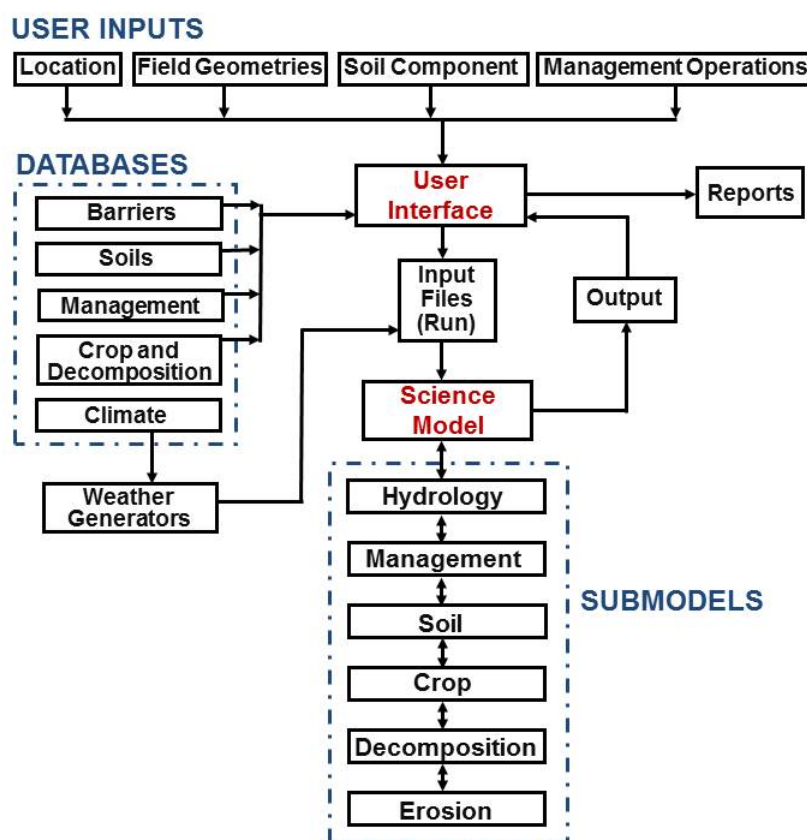 USER INPUTS
Location
Field Geometries
Soil Component
Management Operations
DATABASES
Barriers
Soils
Management
Crop and
Decomposition
Climate
Weather
Generators
User
Interface
Reports
Input
Files
(Run)
Output
Science
Model
Hydrology
Management
Soil
Crop
Decomposition
Erosion
SUBMODELS